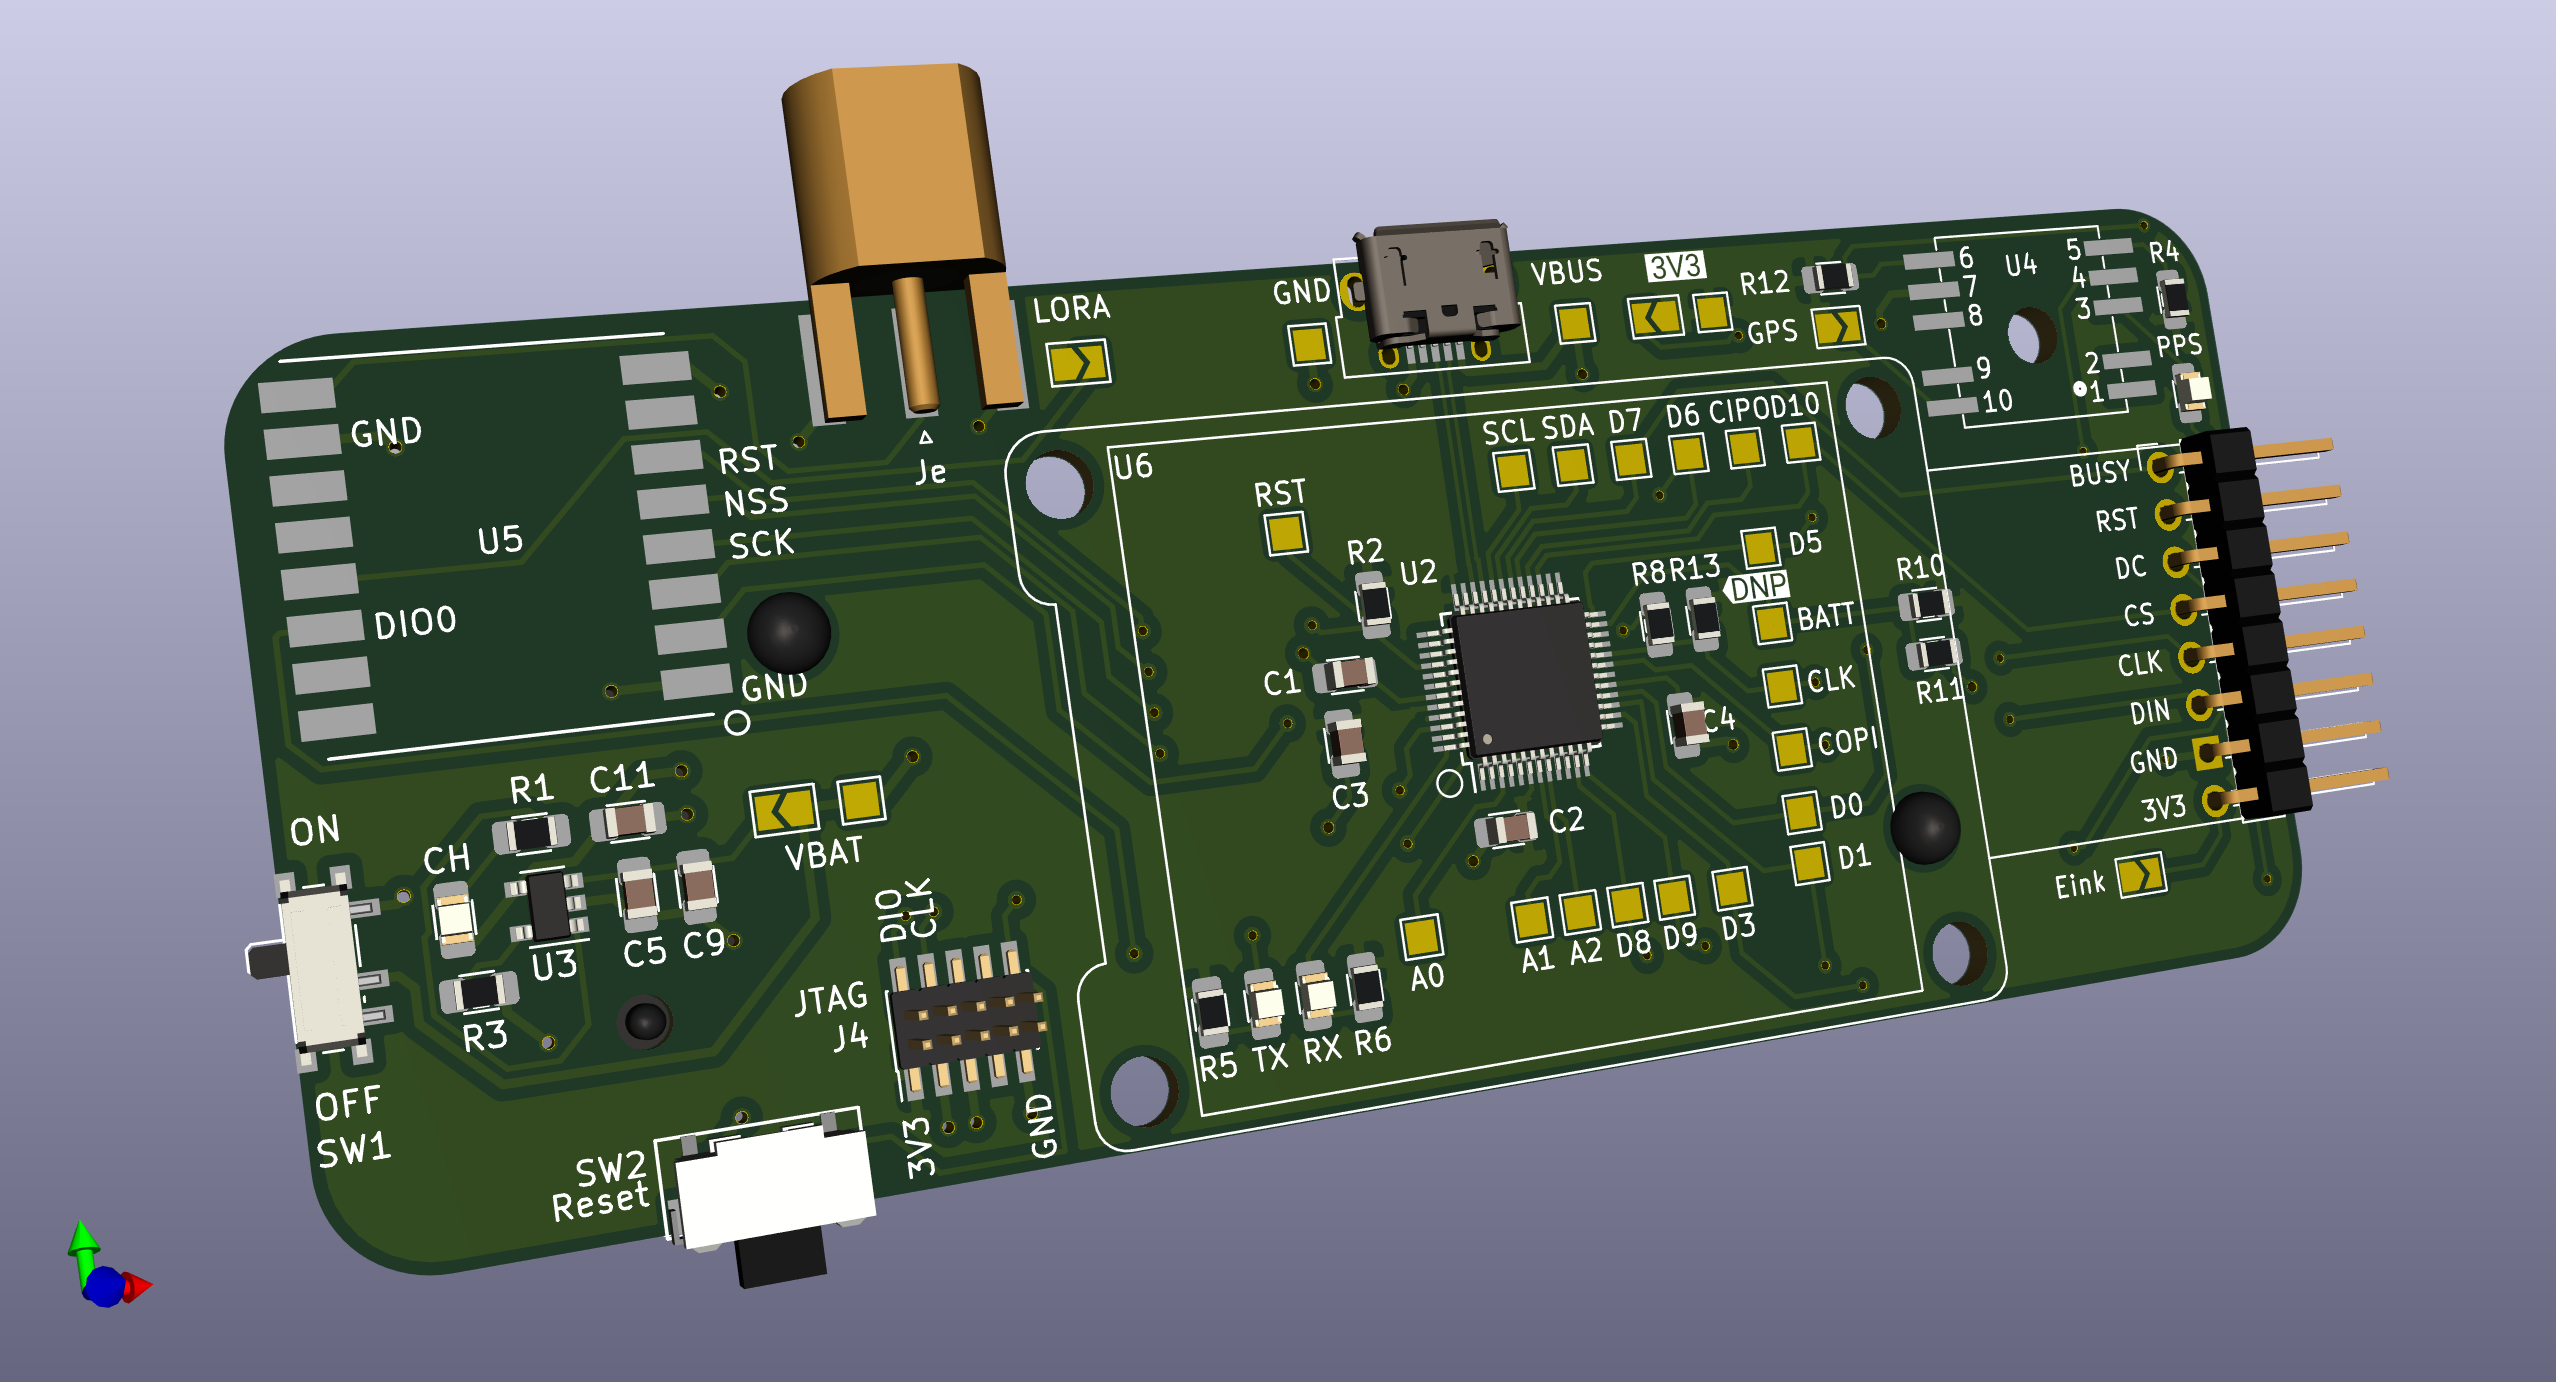 LORA
GND
VBUS
3V3
R12
GPS
U4
6
7
8
9
10
5
4
3
2
1
R4
PPS
GND
U5
DIO0
RST
NSS
SCK
GND
Je
U6
RST
SCL SDA D7 D6 CIPO D10
D5
R2
U2
R8 R13
DNP
BATT
CLK
COPI
D0
D1
C1
C3
C4
C2
R10
R11
BUSY
RST
DC
CS
CLK
DIN
GND
3V3
Eink
ON
OFF
SW1
CH
R1
C11
U3
C5
C9
R3
VBAT
DIO
CLK
JTAG
J4
3V3
GND
SW2
Reset
R5 TX RX R6
A0
A1 A2 D8 D9 D3